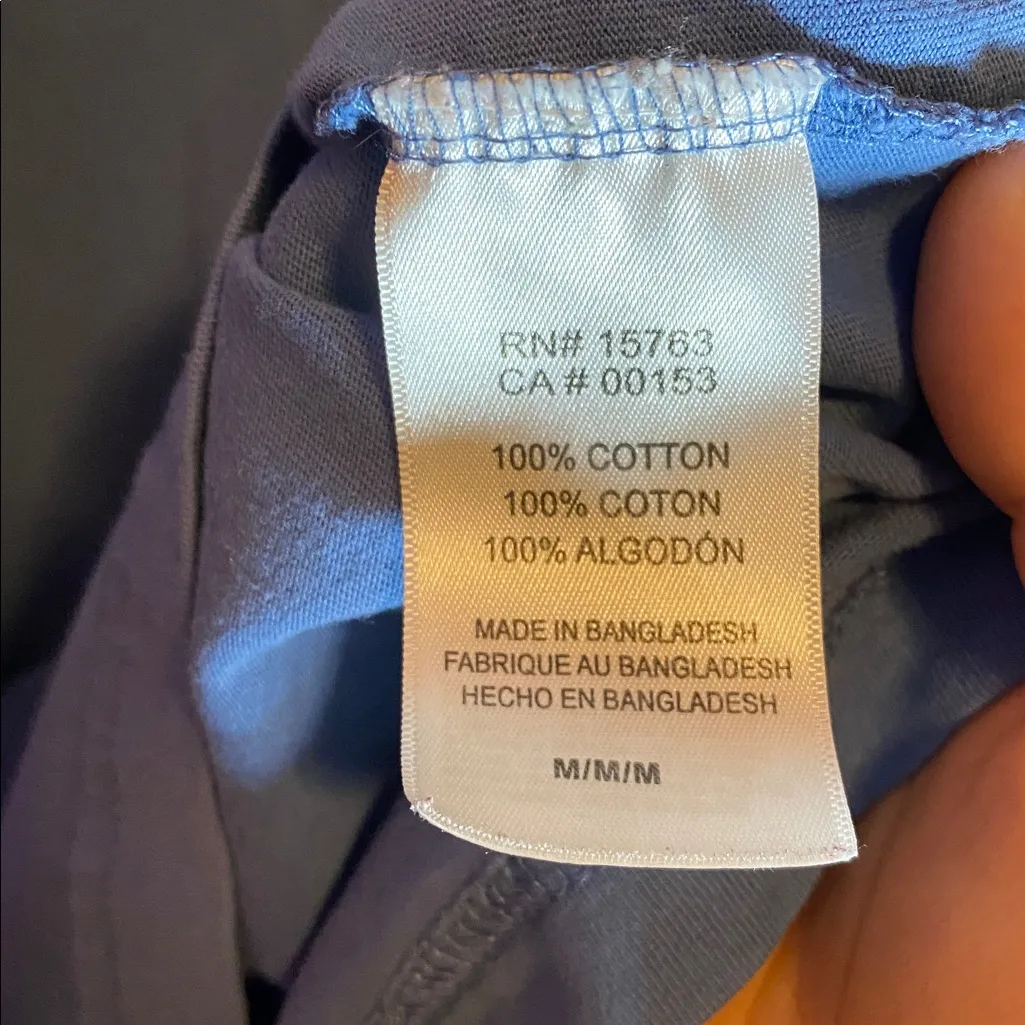 RN# 15763
CA # 00153
100% COTTON
100% COTON
100% ALGODÓN
MADE IN BANGLADESH
FABRIQUE AU BANGLADESH
HECHO EN BANGLADESH
M/M/M